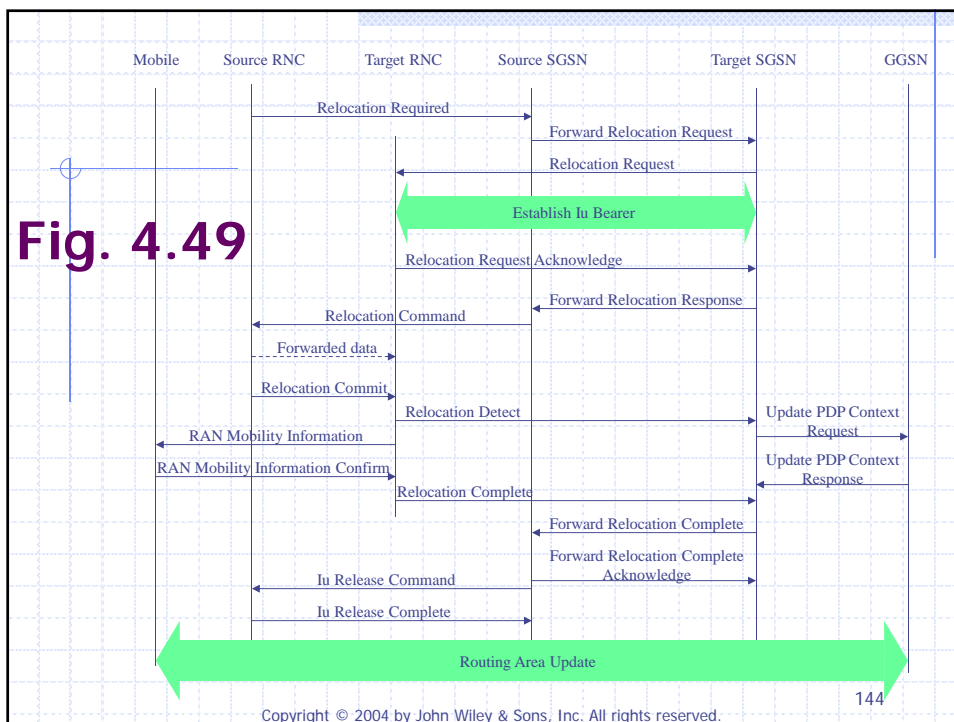 Mobile Source RNC Target RNC Source SGSN Target SGSN GGSN
Relocation Required
Forward Relocation Request
Relocation Request
Establish Iu Bearer
Fig. 4.49
Relocation Request Acknowledge
Forward Relocation Response
Relocation Command
Forwarded data
Relocation Commit
Relocation Detect
Update PDP Context
Request
RAN Mobility Information
RAN Mobility Information Confirm
Update PDP Context
Response
Relocation Complete
Forward Relocation Complete
Forward Relocation Complete
Acknowledge
Iu Release Command
Iu Release Complete
Routing Area Update
144
Copyright © 2004 by John Wiley & Sons, Inc. All rights reserved.